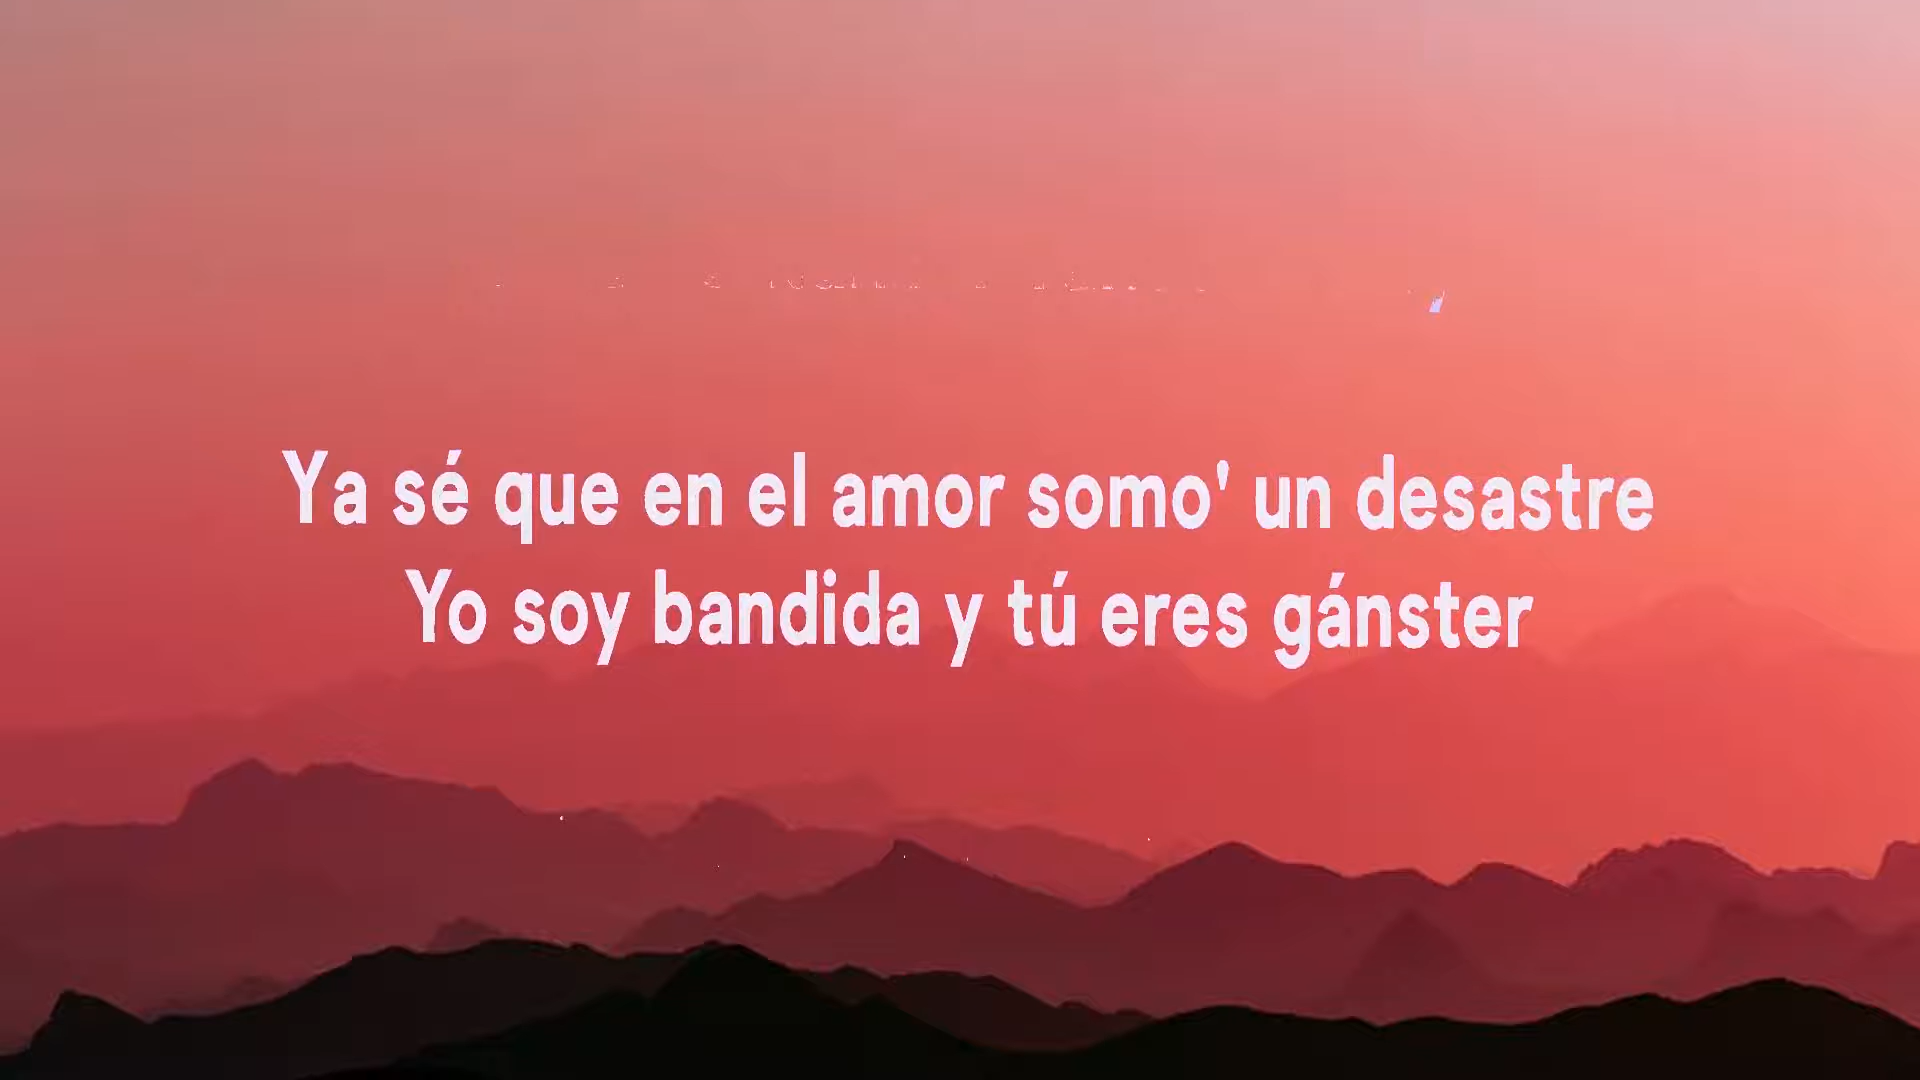 Ya sé que en el amor somo' un desastre
Yo soy bandida y tú eres gánster